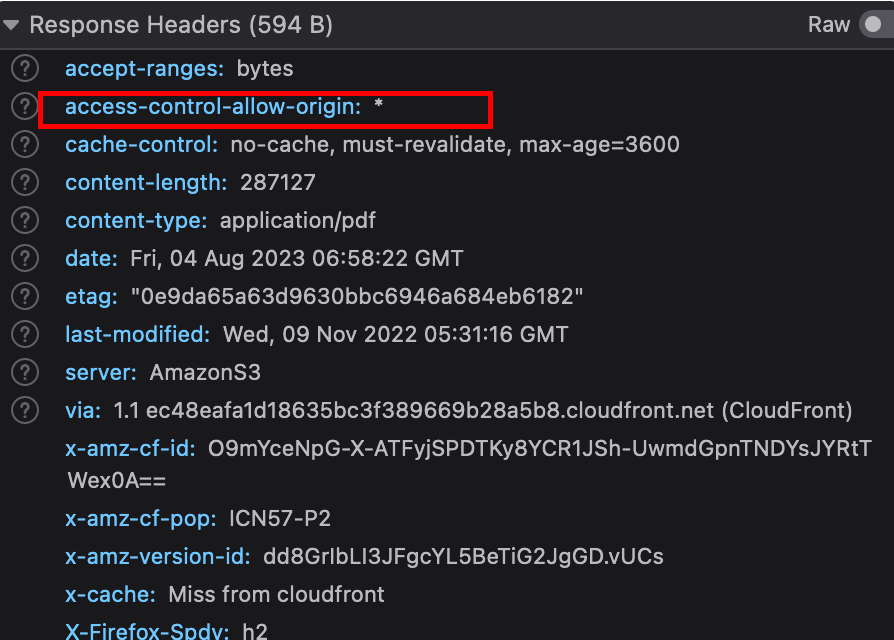 Response Headers (594 B)
Raw
accept-ranges: bytes
access-control-allow-origin: *
cache-control: no-cache, must-revalidate, max-age=3600
content-length: 287127
content-type: application/pdf
date: Fri, 04 Aug 2023 06:58:22 GMT
etag: "0e9da65a63d9630bbc6946a684eb6182"
last-modified: Wed, 09 Nov 2022 05:31:16 GMT
server: AmazonS3
via: 1.1 ec48eafa1d18635bc3f389669b28a5b8.cloudfront.net (CloudFront)
x-amz-cf-id: O9mYceNpG-X-ATFyjSPDTKy8YCR1JSh-UwmdGpnTNDYsJYRtT
Wex0A==
x-amz-cf-pop: ICN57-P2
x-amz-version-id: dd8GrIbLI3JFgcYL5BeTiG2JgGD.vUCs
x-cache: Miss from cloudfront
X-Firefox-Spdy: h2